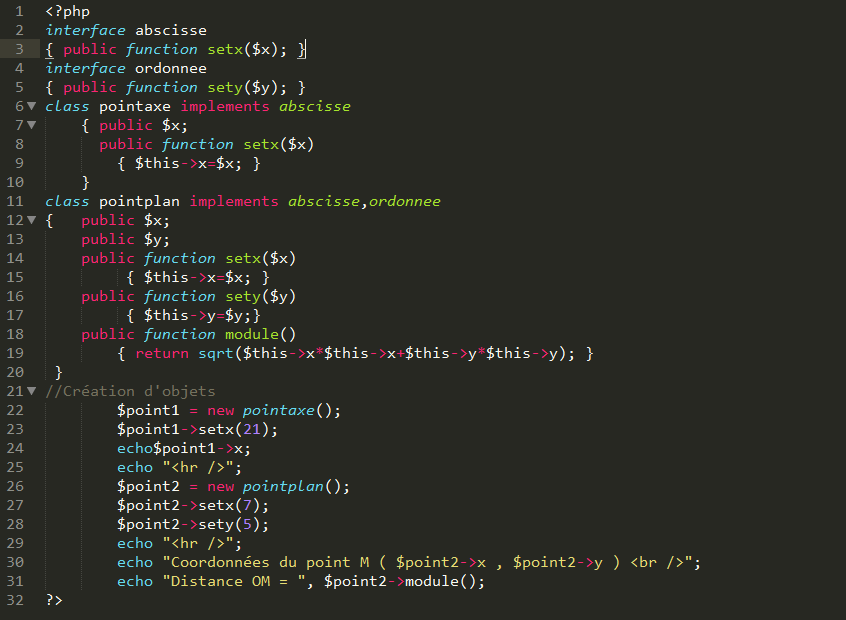 1 <?php
2 interface abscisse
3 { public function setx($x); }
4 interface ordonnee
5 { public function sety($y); }
6 class pointaxe implements abscisse
7 { public $x;
8 public function setx($x)
9 { $this->x=$x; }
10 }
11 class pointplan implements abscisse,ordonnee
12 { public $x;
13 public $y;
14 public function setx($x)
15 { $this->x=$x; }
16 public function sety($y)
17 { $this->y=$y;}
18 public function module()
19 { return sqrt($this->x*$this->x+$this->y*$this->y); }
20 }
21 //Création d'objets
22 $point1 = new pointaxe();
23 $point1->setx(21);
24 echo$point1->x;
25 echo "<hr />";
26 $point2 = new pointplan();
27 $point2->setx(7);
28 $point2->sety(5);
29 echo "<hr />";
30 echo "Coordonnées du point M ( $point2->x , $point2->y ) <br />";
31 echo "Distance OM = ", $point2->module();
32 ?>